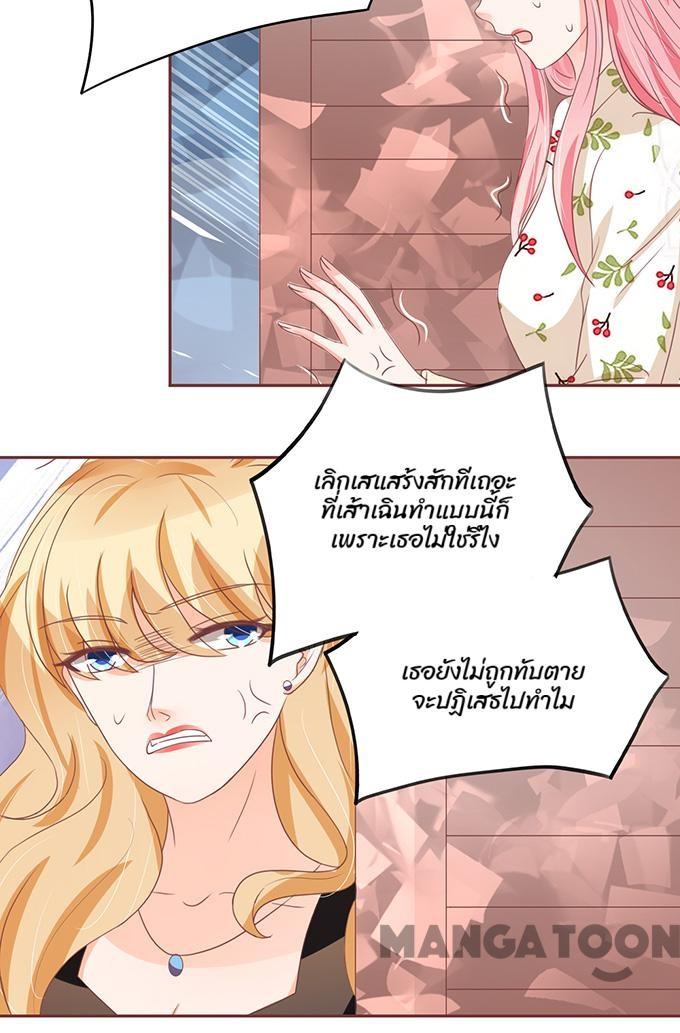 เลิกเสแสร้งสักทีเถอะ
ที่เส้าเฉินทำแบบนี้ก็
เพราะเธอไม่ใช่รึไง
เธอยังไม่ถูกทับตาย
จะปฏิเสธไปทำไม
MANGATOON